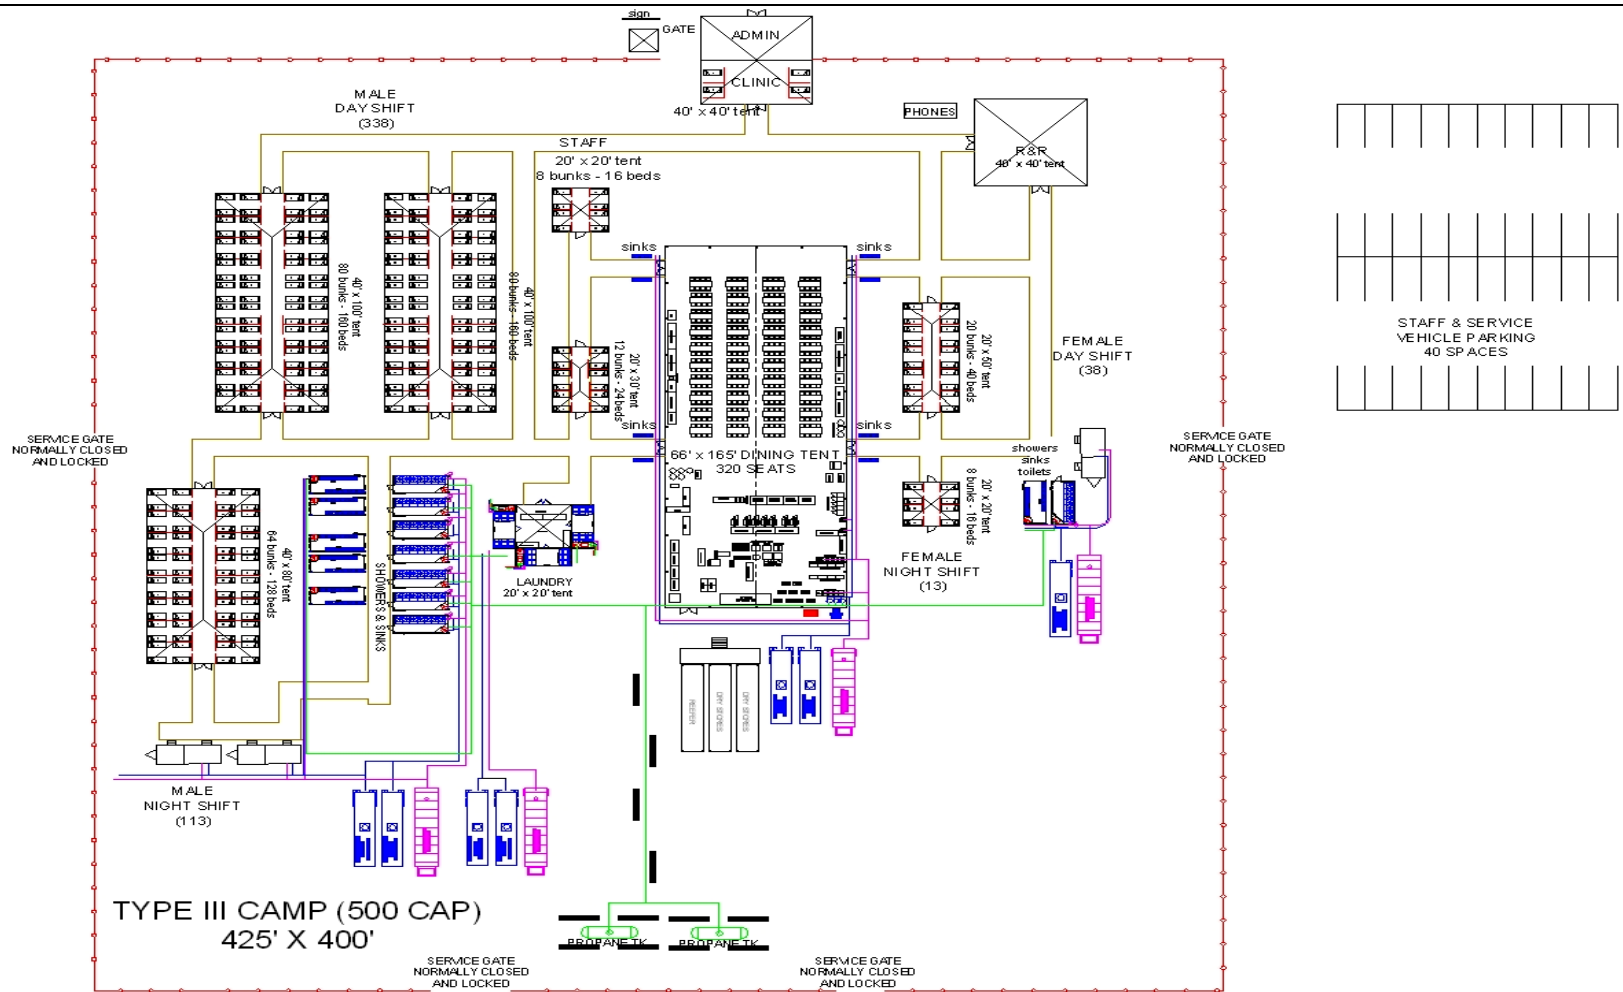 sign
GATE
ADMIN
CLINIC
40' x 40' tent
MALE
DAY SHIFT
(338)
PHONES
STAFF
20' x 20' tent
8 bunks - 16 beds
R&R
40' x 40' tent
sinks
sinks
40' x 100' tent
80 bunks - 160 beds
40' x 100' tent
80 bunks - 160 beds
20' x 30' tent
12 bunks - 24 beds
20' x 50' tent
20 bunks - 40 beds
FEMALE
DAY SHIFT
(38)
STAFF & SERVICE
VEHICLE PARKING
40 SPACES
sinks
sinks
SERVICE GATE
NORMALLY CLOSED
AND LOCKED
SERVICE GATE
NORMALLY CLOSED
AND LOCKED
66' x 165' DINING TENT
320 SEATS
showers
sinks
toilets
20' x 20' tent
8 bunks - 16 beds
FEMALE
NIGHT SHIFT
(13)
40' x 80' tent
64 bunks - 128 beds
SHOWERS & SINKS
LAUNDRY
20' x 20' tent
REEFER
DRY STORES
DRY STORES
MALE
NIGHT SHIFT
(113)
TYPE III CAMP (500 CAP)
425' X 400'
PROPANE TK
PROPANE TK
SERVICE GATE
NORMALLY CLOSED
AND LOCKED
SERVICE GATE
NORMALLY CLOSED
AND LOCKED